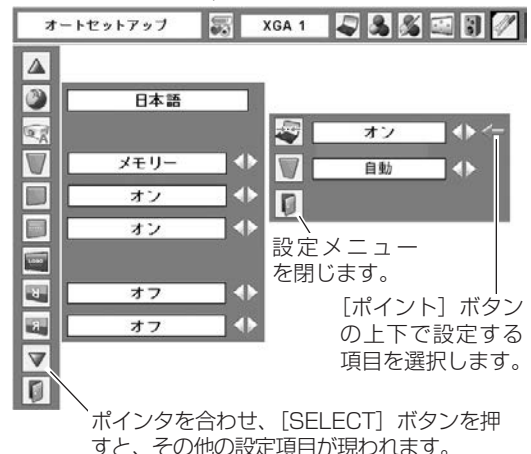 オートセットアップ
XGA 1
日本語
メモリー
オン
オン
オフ
オフ
オン
自動
LOGO
設定メニュー
を閉じます。
［ポイント］ボタン
の上下で設定する
項目を選択します。
ポインタを合わせ、［SELECT］ボタンを押
すと、その他の設定項目が現われます。